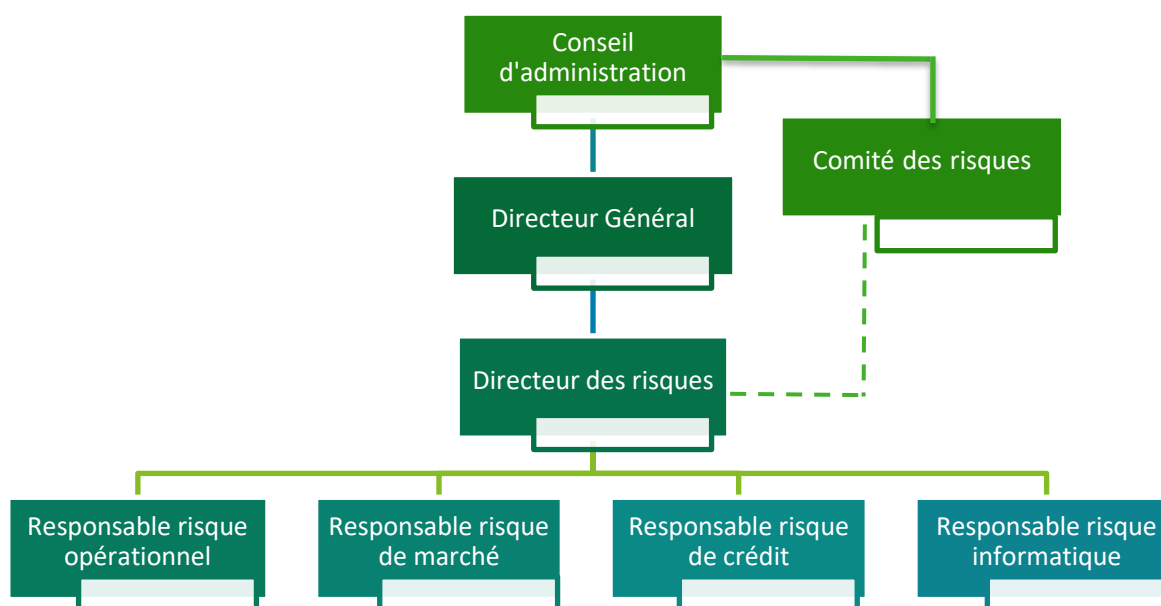 Conseil
d'administration
Comité des risques
Directeur Général
Directeur des risques
Responsable risque
opérationnel
Responsable risque
de marché
Responsable risque
de crédit
Responsable risque
informatique